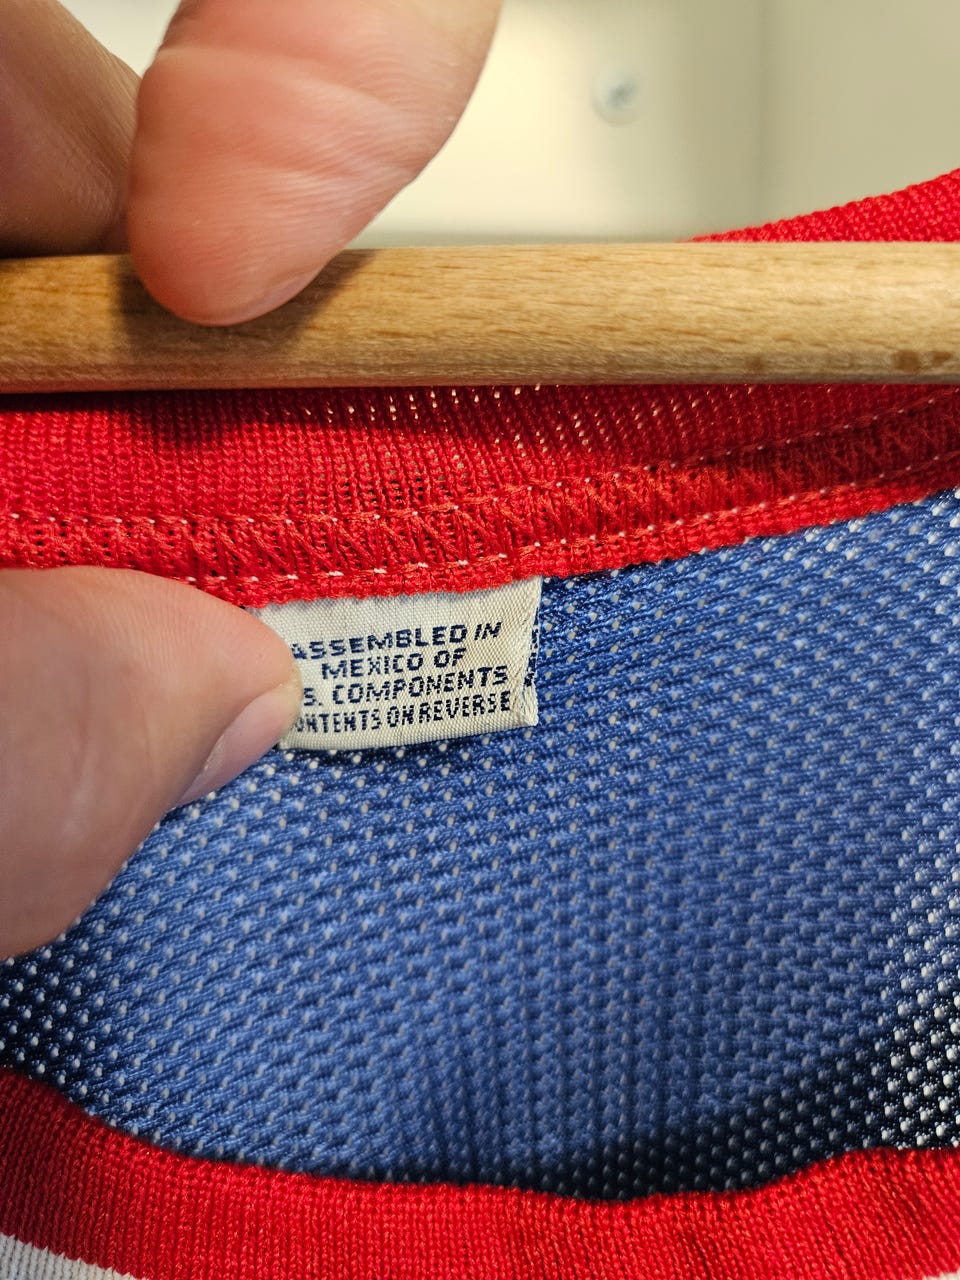 ASSEMBLED IN
MEXICO OF
S. COMPONENTS
ONTENTS ON REVERSE